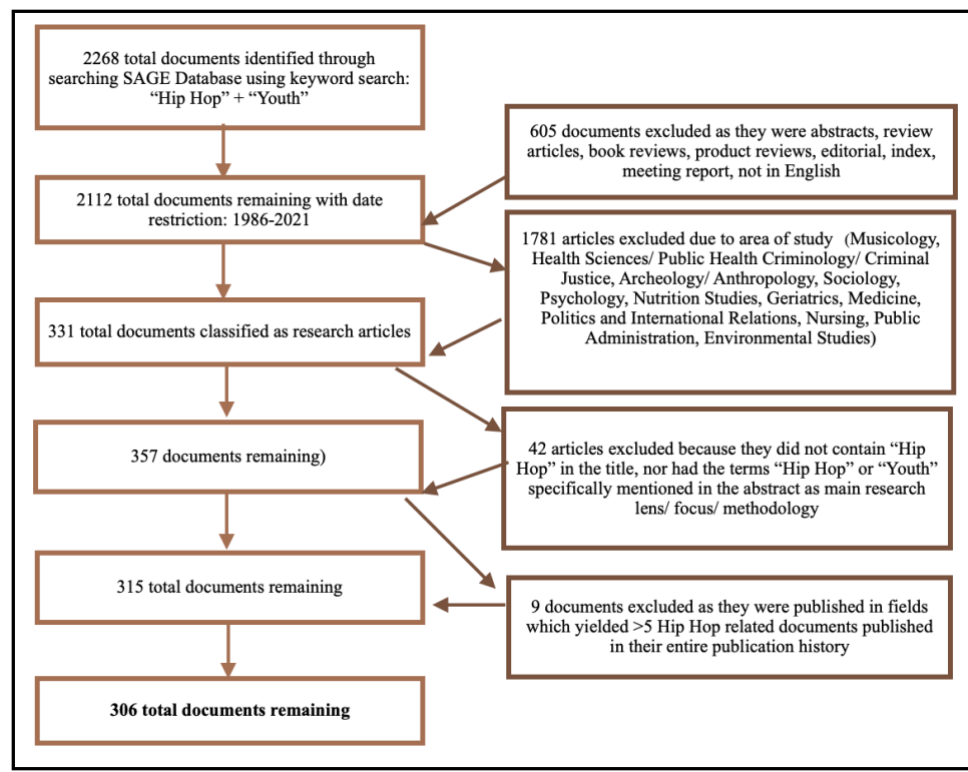 2268 total documents identified through
searching SAGE Database using keyword search:
“Hip Hop” + “Youth”
605 documents excluded as they were abstracts, review
articles, book reviews, product reviews, editorial, index,
meeting report, not in English
2112 total documents remaining with date
restriction: 1986-2021
1781 articles excluded due to area of study (Musicology,
Health Sciences/ Public Health Criminology/ Criminal
Justice, Archeology/ Anthropology, Sociology,
Psychology, Nutrition Studies, Geriatrics, Medicine,
Politics and International Relations, Nursing, Public
Administration, Environmental Studies)
331 total documents classified as research articles
42 articles excluded because they did not contain “Hip
Hop” in the title, nor had the terms “Hip Hop” or “Youth”
specifically mentioned in the abstract as main research
lens/ focus/ methodology
357 documents remaining)
315 total documents remaining
9 documents excluded as they were published in fields
which yielded >5 Hip Hop related documents published
in their entire publication history
306 total documents remaining